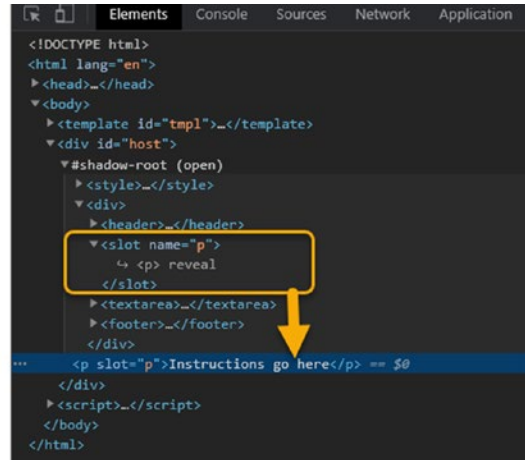 Elements Console Sources Network Application
<!DOCTYPE html>
<html lang="en">
▶<head>…</head>
▼<body>
▶<template id="tmpl">…</template>
▼<div id="host">
▼#shadow-root (open)
▶<style>…</style>
▼<div>
▶<header>…</header>
▼<slot name="p">
↪ <p> reveal
</slot>
▶<textarea>…</textarea>
▶<footer>…</footer>
</div>
… <p slot="p">Instructions go here</p> == $0
</div>
▶<script>…</script>
</body>
</html>